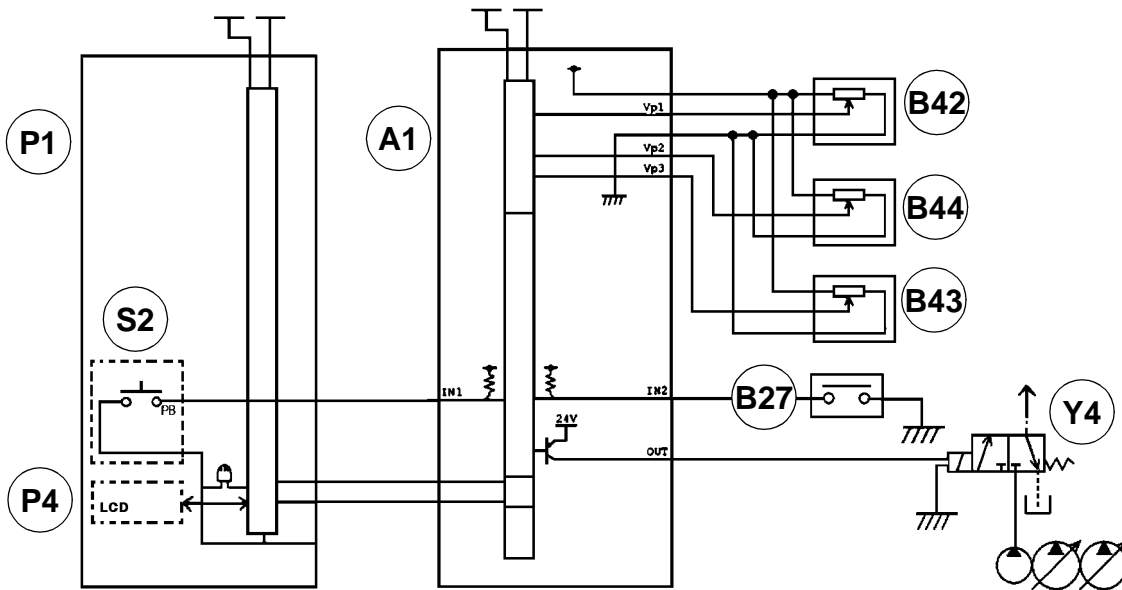 P1
A1
B42
Vp1
Vp2
Vp3
B44
B43
S2
PB
IN1
IN2
B27
Y4
24V
OUT
P4
LCD